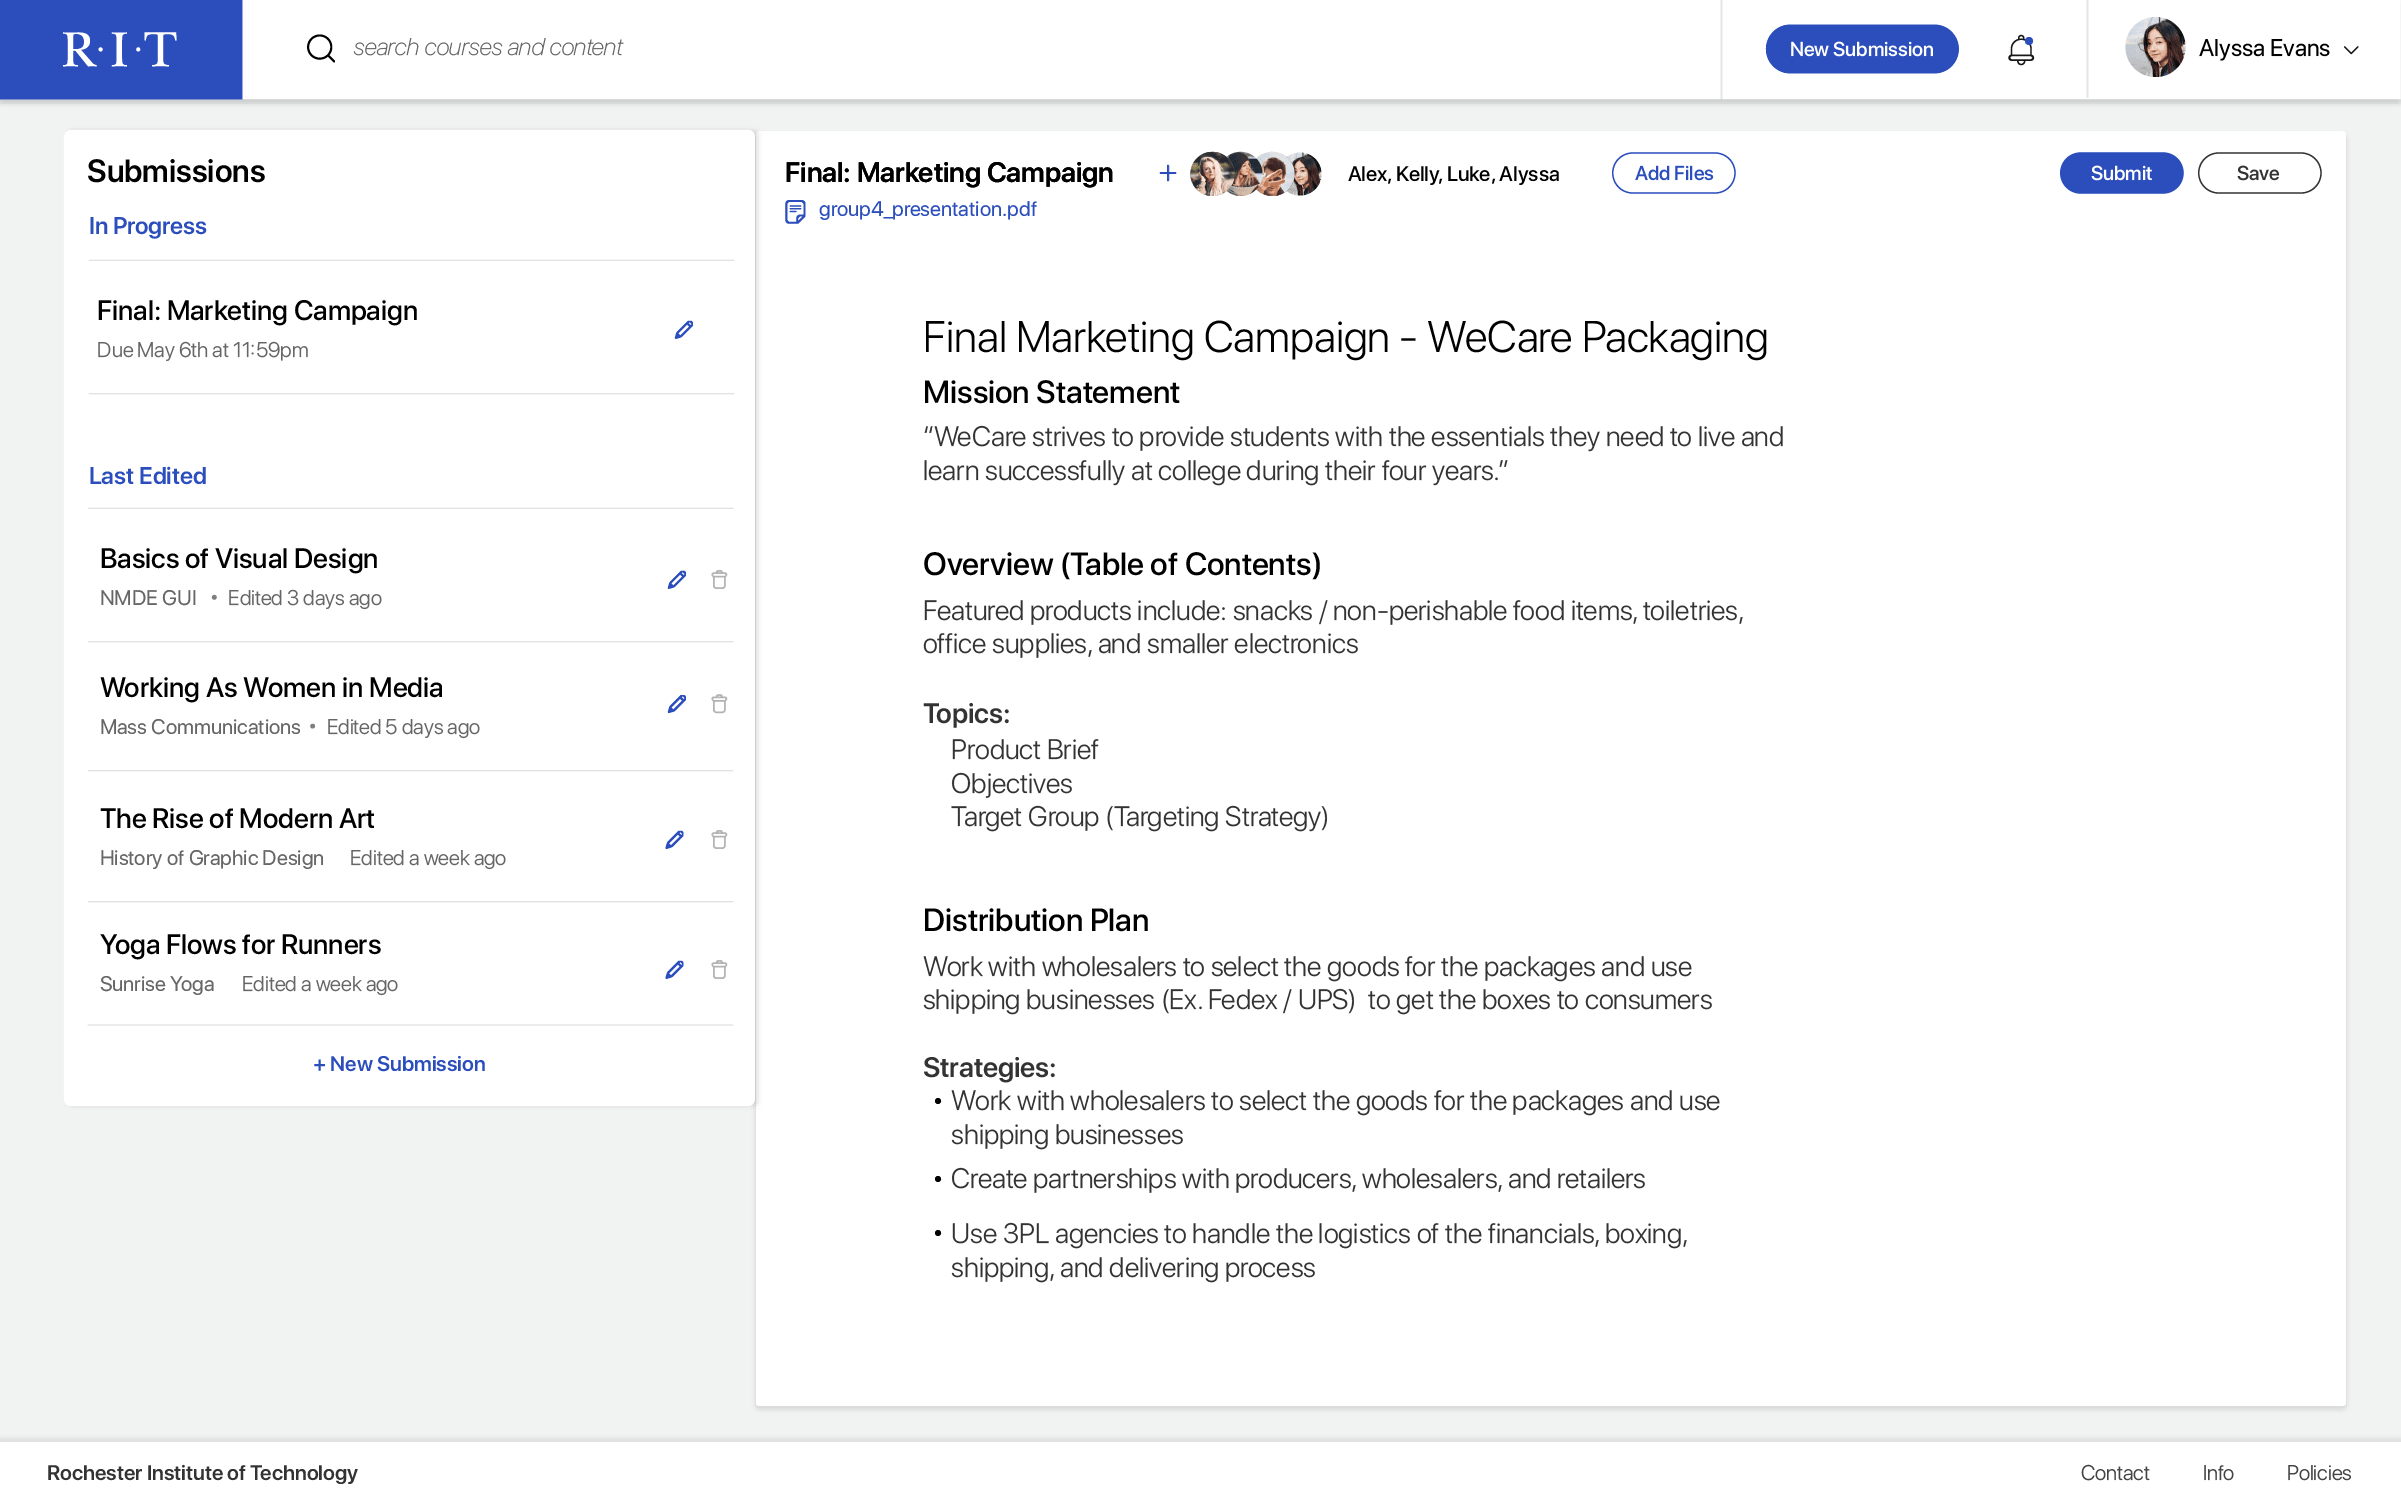 R·I·T
search courses and content
New Submission
Alyssa Evans
Submissions
In Progress
Final: Marketing Campaign
Due May 6th at 11:59pm
Last Edited
Basics of Visual Design
NMDE GUI • Edited 3 days ago
Working As Women in Media
Mass Communications • Edited 5 days ago
The Rise of Modern Art
History of Graphic Design Edited a week ago
Yoga Flows for Runners
Sunrise Yoga Edited a week ago
+ New Submission
Final: Marketing Campaign
+
Alex, Kelly, Luke, Alyssa
Add Files
Submit
Save
group4_presentation.pdf
Final Marketing Campaign - WeCare Packaging
Mission Statement
“WeCare strives to provide students with the essentials they need to live and
learn successfully at college during their four years.”
Overview (Table of Contents)
Featured products include: snacks / non-perishable food items, toiletries,
office supplies, and smaller electronics
Topics:
Product Brief
Objectives
Target Group (Targeting Strategy)
Distribution Plan
Work with wholesalers to select the goods for the packages and use
shipping businesses (Ex. Fedex / UPS)  to get the boxes to consumers
Strategies:
• Work with wholesalers to select the goods for the packages and use
shipping businesses
• Create partnerships with producers, wholesalers, and retailers
• Use 3PL agencies to handle the logistics of the financials, boxing,
shipping, and delivering process
Rochester Institute of Technology
Contact
Info
Policies